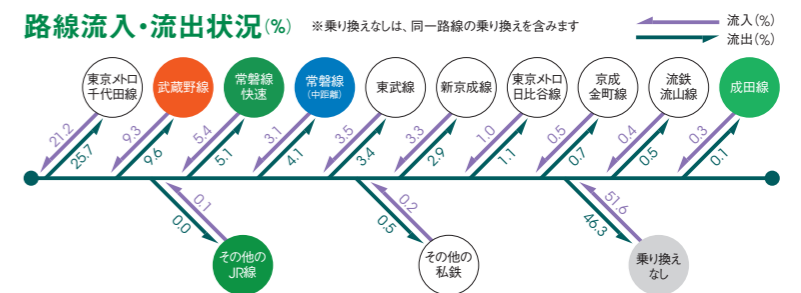 路線流入・流出状況(%)
※乗り換えなしは、同一路線の乗り換えを含みます
流入(%)
流出(%)
東京メトロ
千代田線
武蔵野線
常磐線
快速
常磐線
(中距離)
東武線
新京成線
東京メトロ
日比谷線
京成
金町線
流鉄
流山線
成田線
21.2
25.7
9.3
9.6
5.4
5.1
3.1
4.1
3.5
3.4
3.3
2.9
1.0
1.1
0.5
0.7
0.4
0.5
0.3
0.1
0.1
0.0
0.2
0.5
51.6
46.3
その他の
JR線
その他の
私鉄
乗り換え
なし